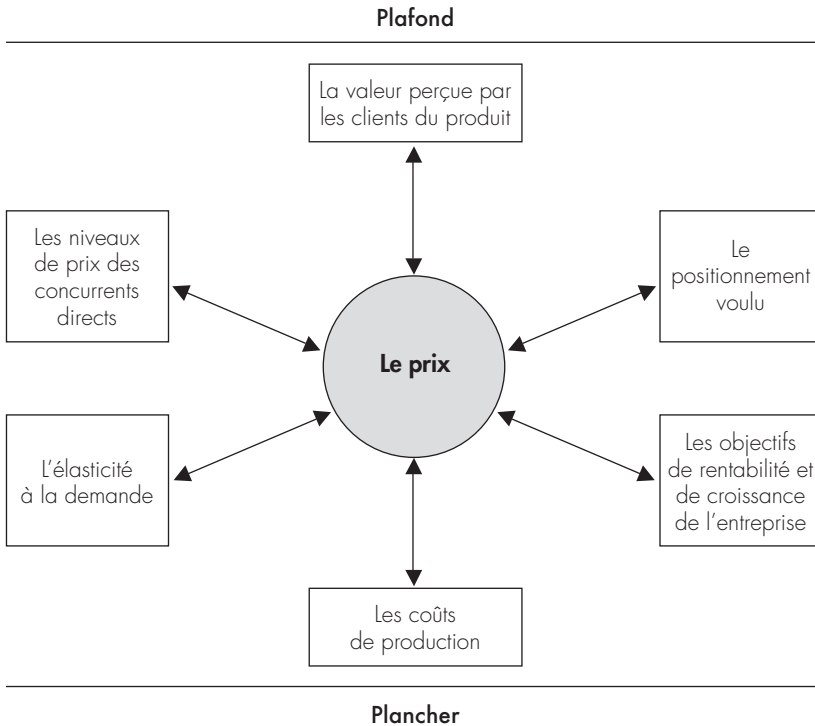 Plafond
La valeur perçue par
les clients du produit
Les niveaux
de prix des
concurrents
directs
Le
positionnement
voulu
Le prix
L'élasticité
à la demande
Les objectifs
de rentabilité et
de croissance
de l'entreprise
Les coûts
de production
Plancher